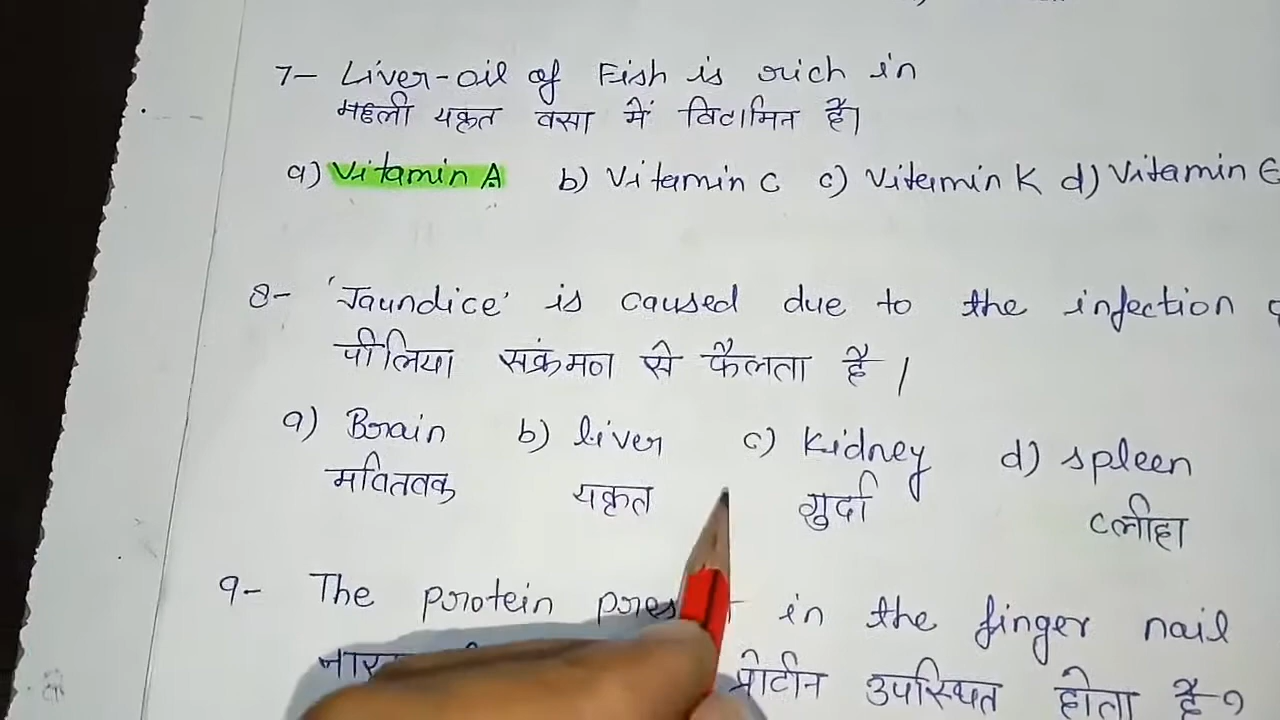 7- Liver-oil of Fish is rich in
मछली यकृत वसा में विटामिन है।
a) Vitamin A b) Vitamin C c) Vitamin K d) Vitamin E
8- 'Jaundice' is caused due to the infection
पीलिया संक्रमण से फैलता है।
a) Brain b) liver c) Kidney d) spleen
यकृत गुर्दा प्लीहा
9- The protein in the finger nail
प्रोटीन उपस्थित होता है?